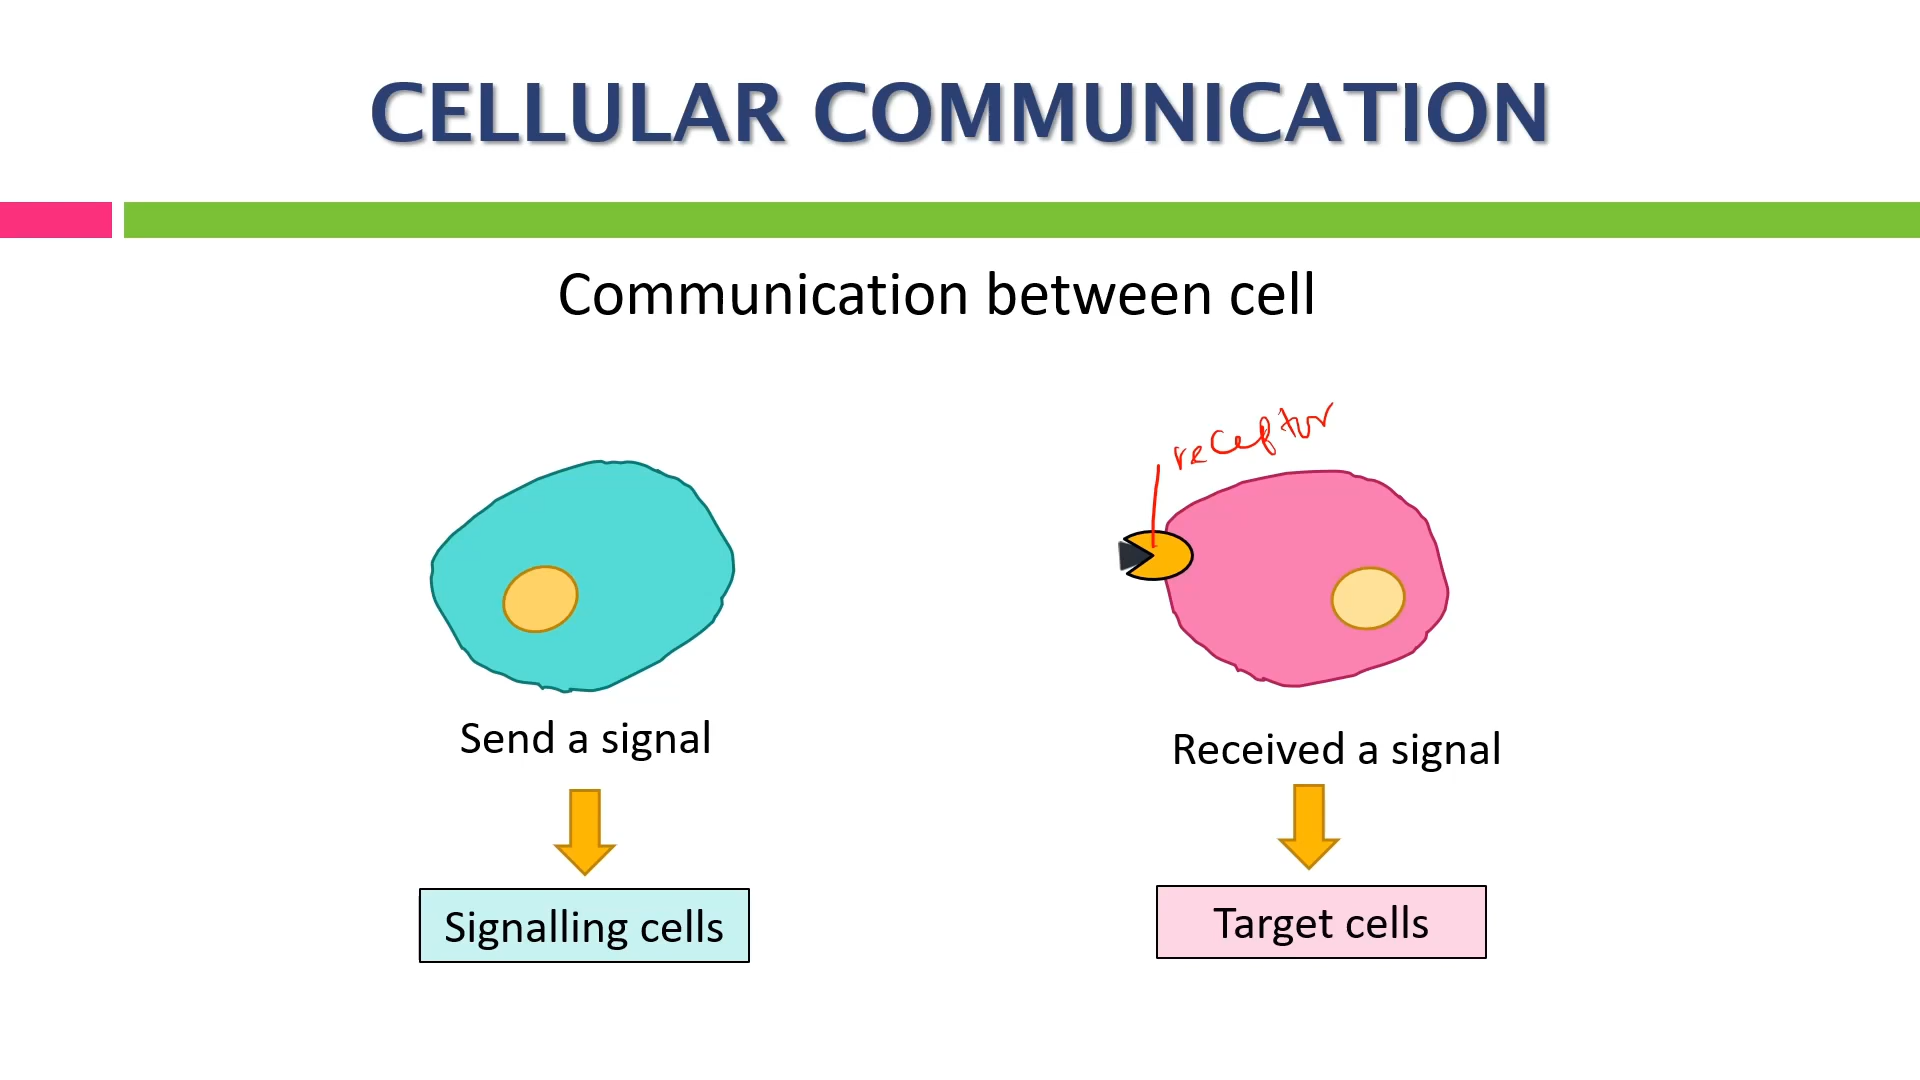 CELLULAR COMMUNICATION
Communication between cell
receptor
Send a signal
Received a signal
Signalling cells
Target cells